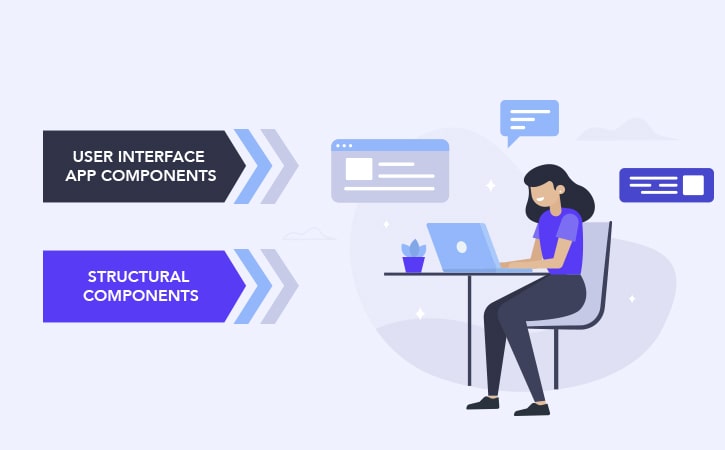 USER INTERFACE
APP COMPONENTS
STRUCTURAL
COMPONENTS